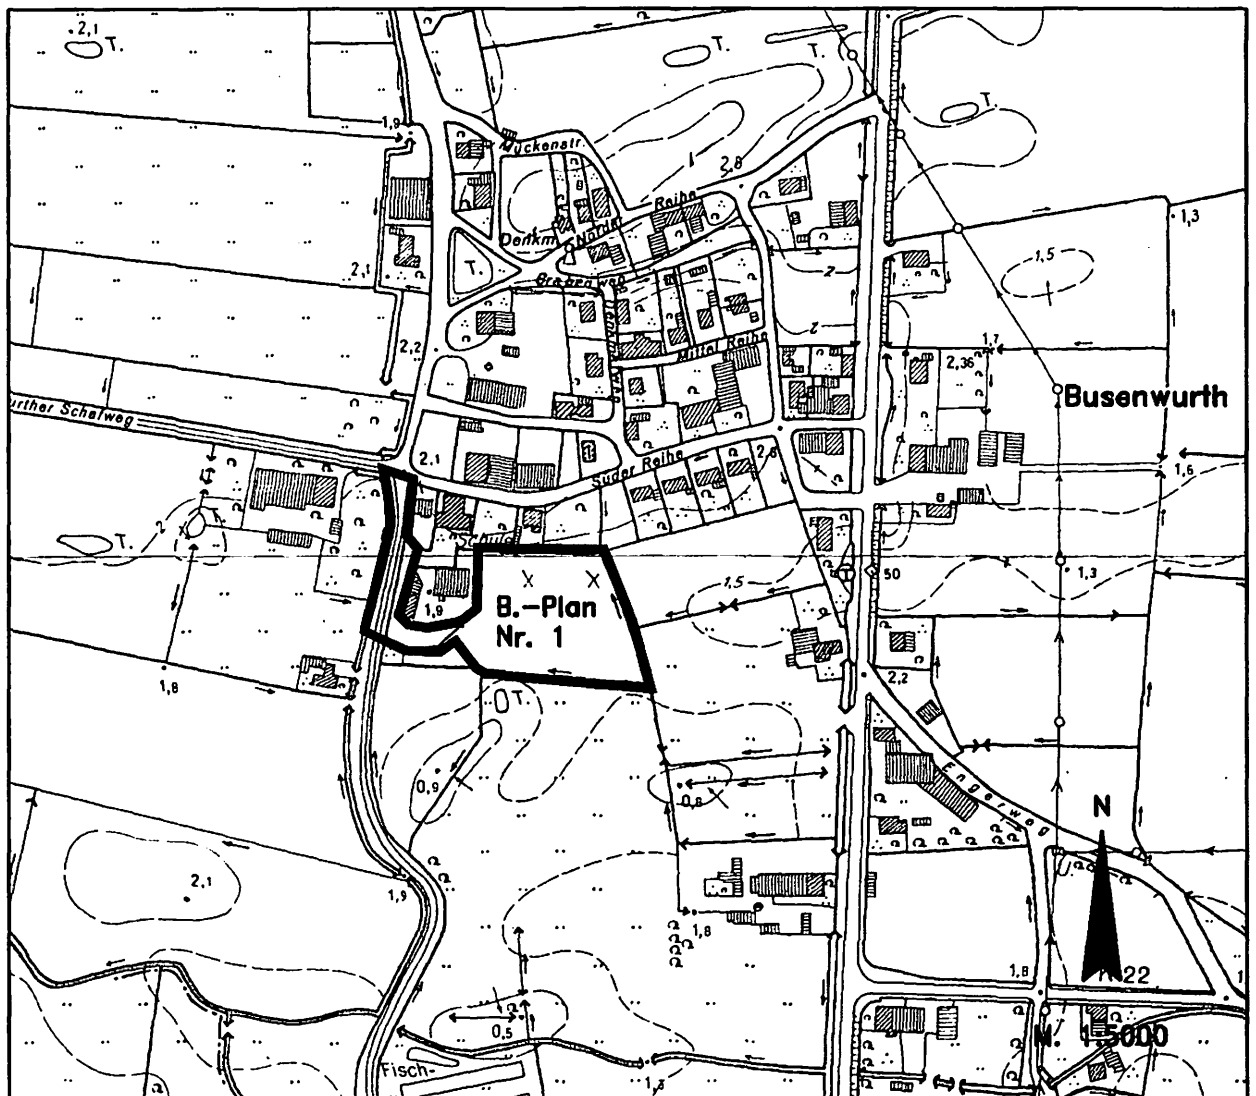 2,1
T.
T.
T.
T.
1,9
Mückenstr.
2,8
Reihe
Norder
Denkm.
1,3
2,1
T.
1,5
Grabenweg
2
2
2,2
Mittel Reihe
1,7
2,36
Busenwurth
urther Schafweg
2,1
Süder Reihe
1,6
2
T.
Schule
1,5
50
1,3
X X
1,9
B.-Plan
Nr. 1
1,8
2,2
T.
0,9
0,8
Engerweg
N
2,1
1,9
1,8
1,8
22
0,5
M. 1:5000
Fisch-
1,3